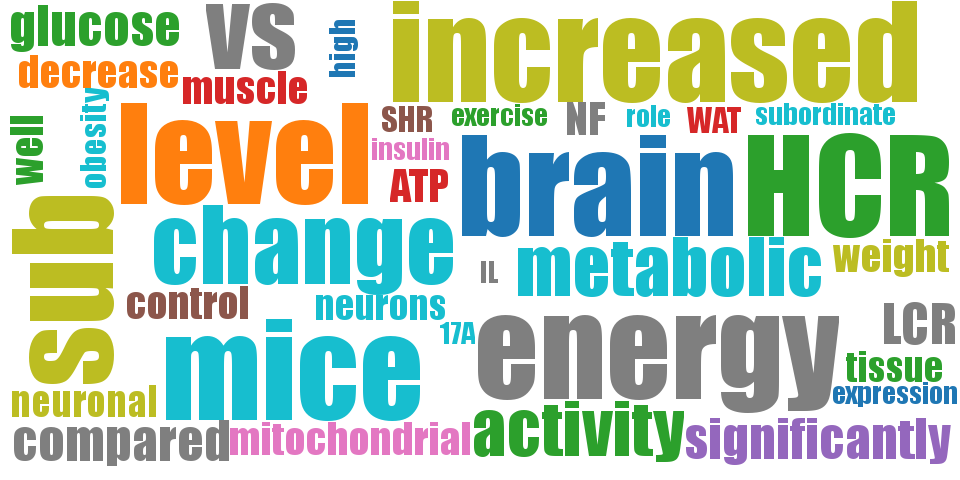 glucose
vs
high
increased
decrease
muscle
obesity
well
level
SHR
exercise
NF
role
WAT
subordinate
insulin
ATP
brain
HCR
sub
change
metabolic
weight
IL
control
neurons
17A
energy
LCR
mice
tissue
expression
neuronal
activity
compared
mitochondrial
significantly